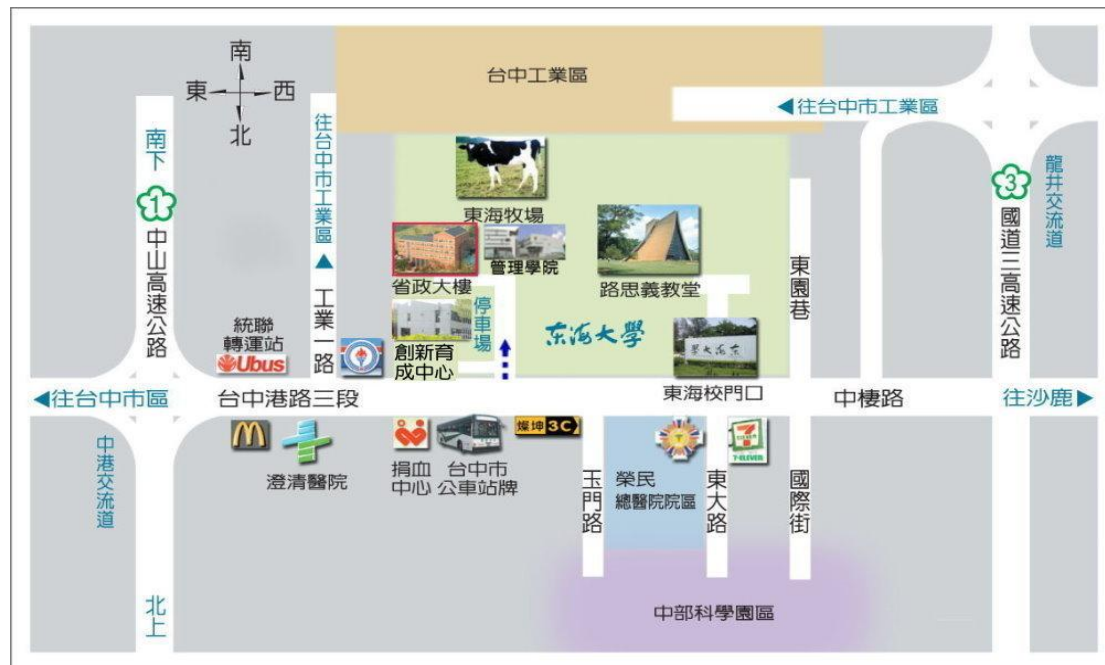 南
東 西
北
台中工業區
◀往台中市工業區
南下
1
中山高速公路
往台中市工業區▲
工業一路
東海牧場
省政大樓
管理學院
路思義教堂
東園巷
3
國道三高速公路
龍井交流道
統聯
轉運站
Ubus
創新育
成中心
停車場
东海大學
學大海东
東海校門口
◀往台中市區
台中港路三段
中棲路
往沙鹿▶
中港交流道
澄清醫院
捐血
中心
台中市
公車站牌
燦坤3C
玉門路
榮民
總醫院院區
東大路
7-ELEVEN
國際街
北上
中部科學園區